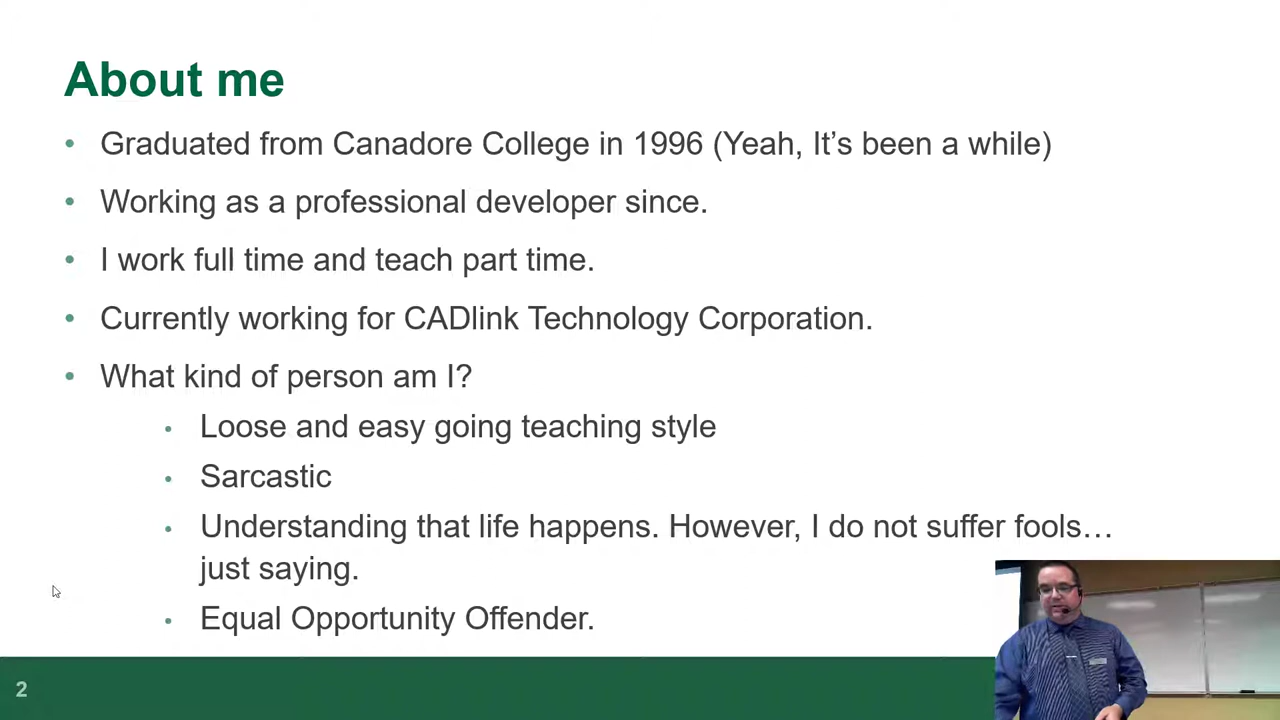 About me
• Graduated from Canadore College in 1996 (Yeah, It’s been a while)
• Working as a professional developer since.
• I work full time and teach part time.
• Currently working for CADlink Technology Corporation.
• What kind of person am I?
• Loose and easy going teaching style
• Sarcastic
• Understanding that life happens. However, I do not suffer fools…
just saying.
• Equal Opportunity Offender.
2